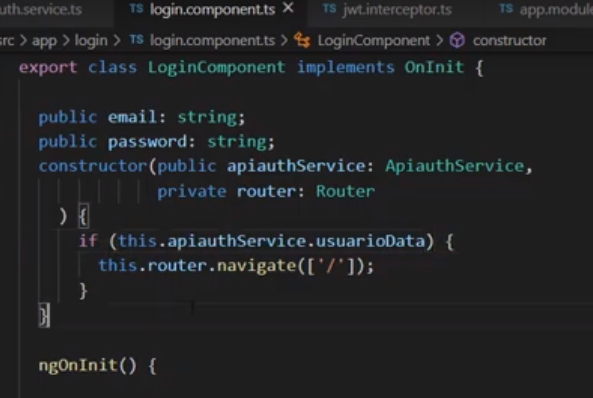 uth.service.ts TS login.component.ts × TS jwt.interceptor.ts TS app.module
src > app > login > TS login.component.ts > LoginComponent > constructor
export class LoginComponent implements OnInit {
public email: string;
public password: string;
constructor(public apiauthService: ApiauthService,
private router: Router
) {
if (this.apiauthService.usuarioData) {
this.router.navigate(['/']);
}
}
ngOnInit() {